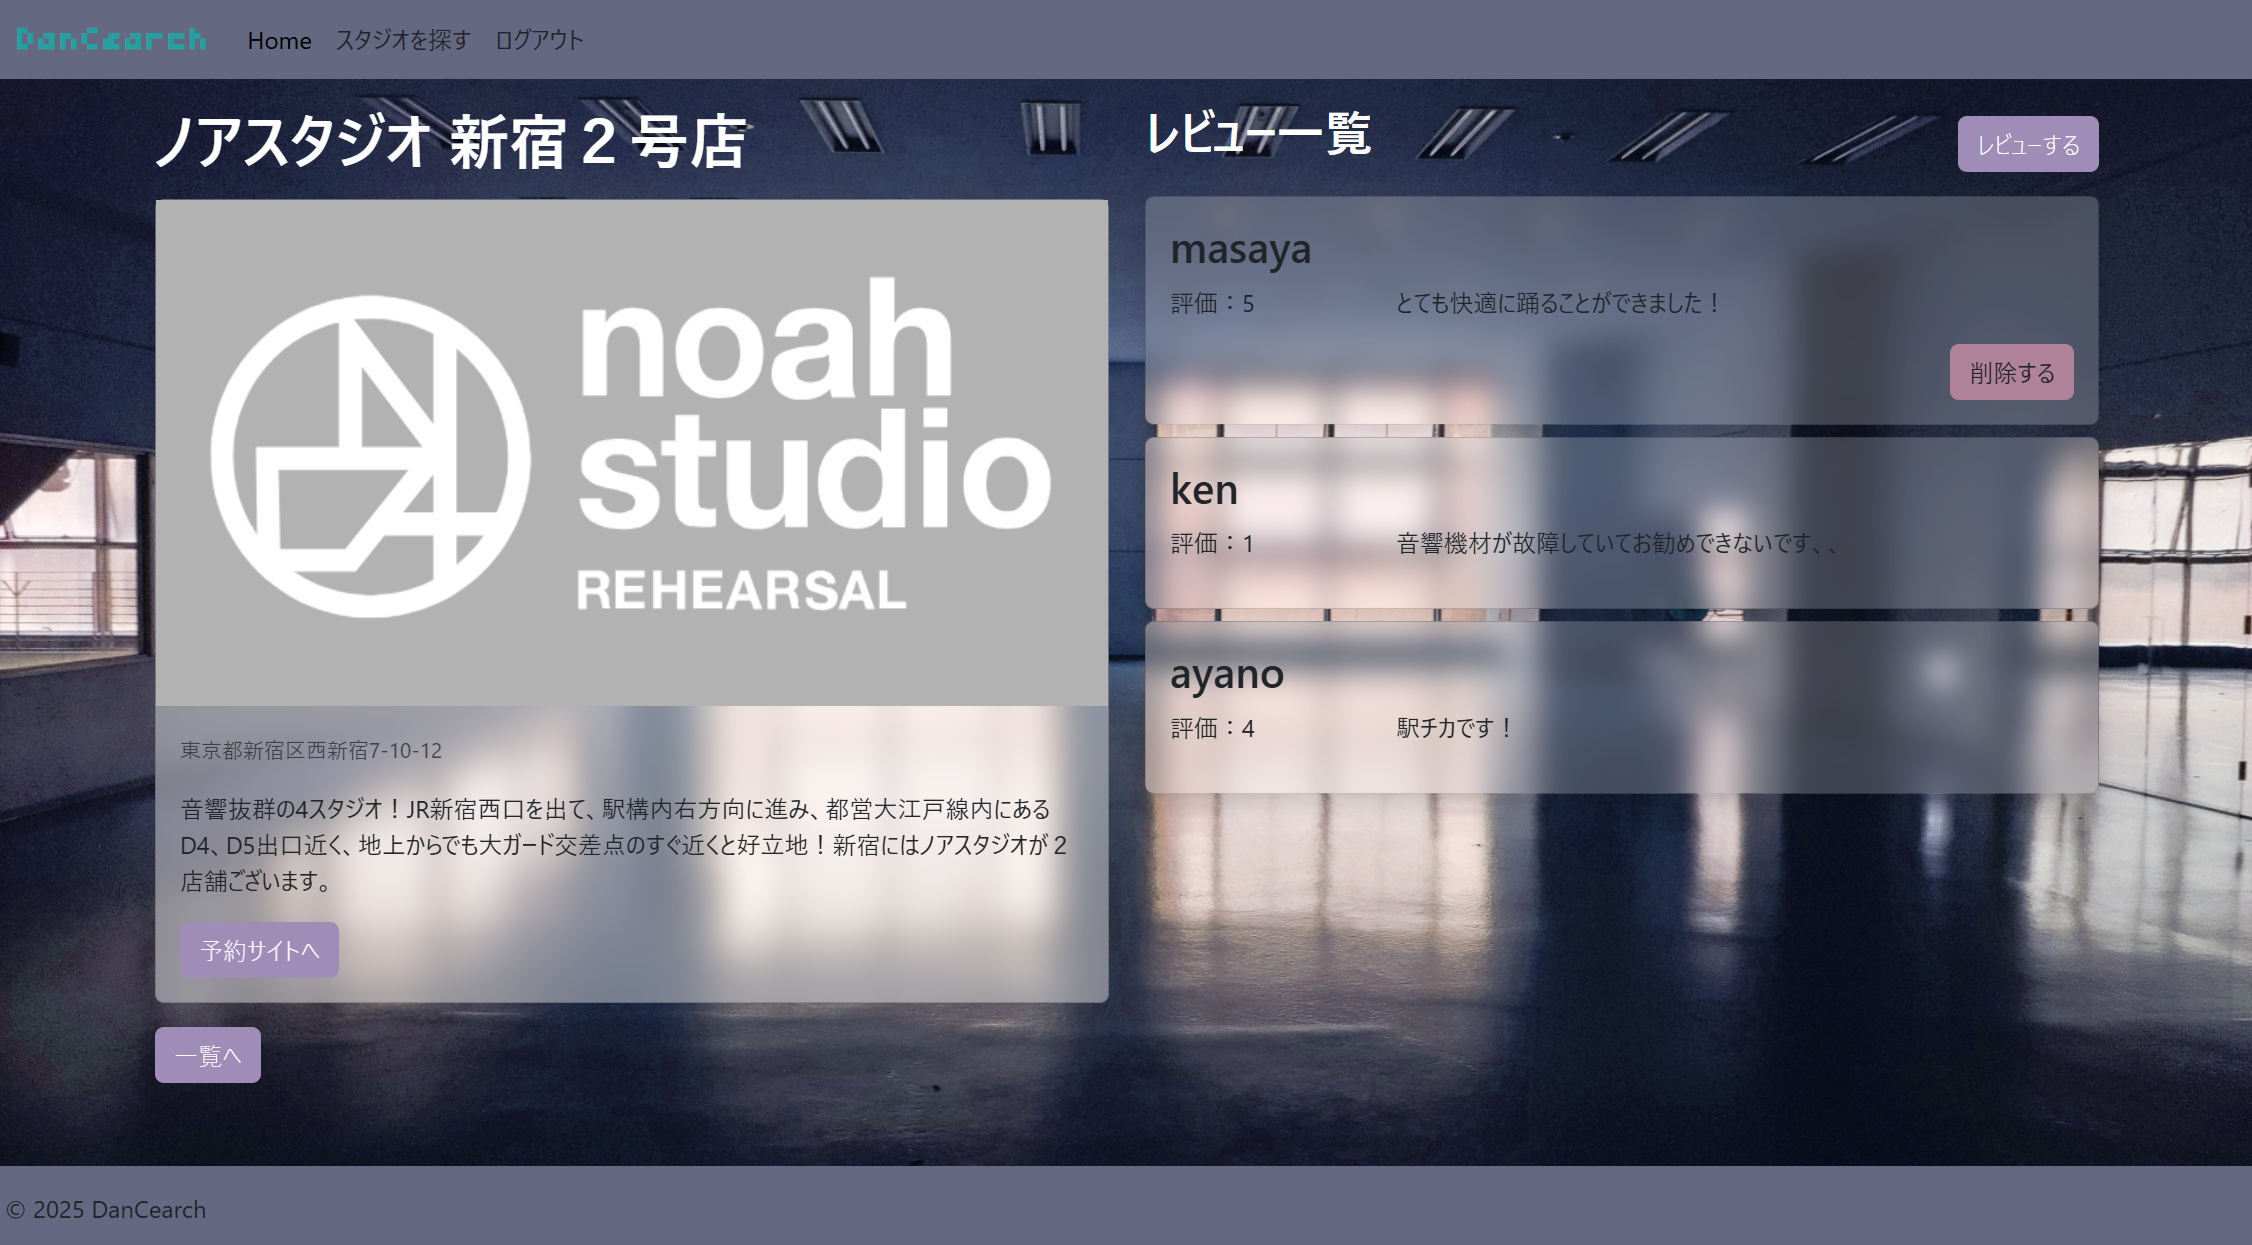 DanCearch Home スタジオを探す ログアウト
ノアスタジオ 新宿２号店
noah
studio
REHEARSAL
東京都新宿区西新宿7-10-12
音響抜群の4スタジオ！JR新宿西口を出て、駅構内右方向に進み、都営大江戸線内にある
D4、D5出口近く、地上からでも大ガード交差点のすぐ近くと好立地！新宿にはノアスタジオが２
店舗ございます。
予約サイトへ
一覧へ
レビュー一覧
レビューする
masaya
評価：5 とても快適に踊ることができました！
削除する
ken
評価：1 音響機材が故障していてお勧めできないです、、
ayano
評価：4 駅チカです！
© 2025 DanCearch